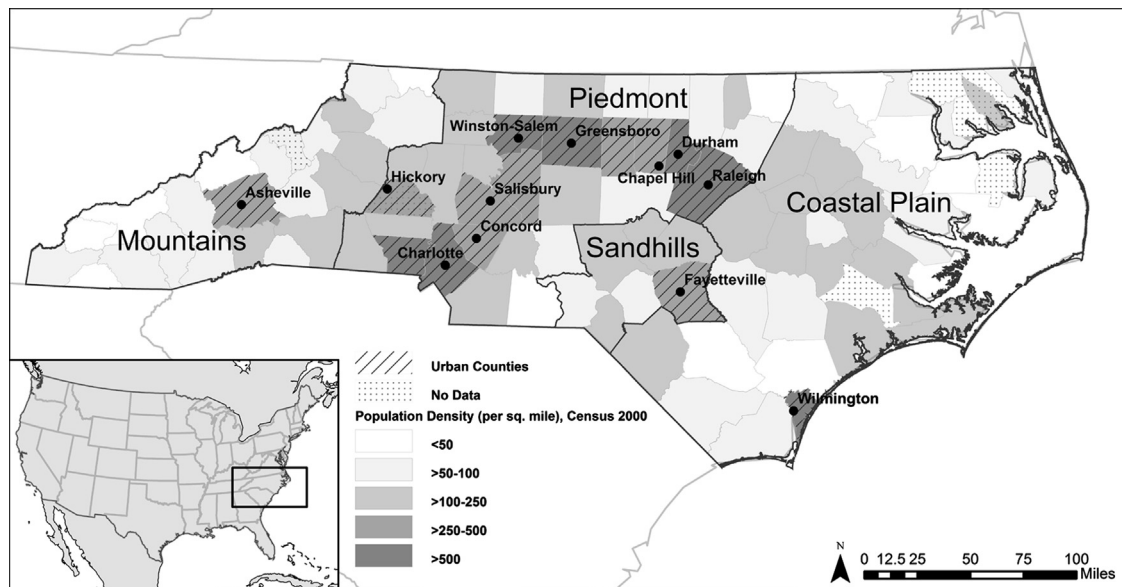 Piedmont
Winston-Salem
Greensboro
Durham
Chapel Hill
Raleigh
Hickory
Salisbury
Asheville
Coastal Plain
Mountains
Concord
Charlotte
Sandhills
Fayetteville
Wilmington
Urban Counties
No Data
Population Density (per sq. mile), Census 2000
<50
>50-100
>100-250
>250-500
>500
N
0 12.5 25 50 75 100
Miles